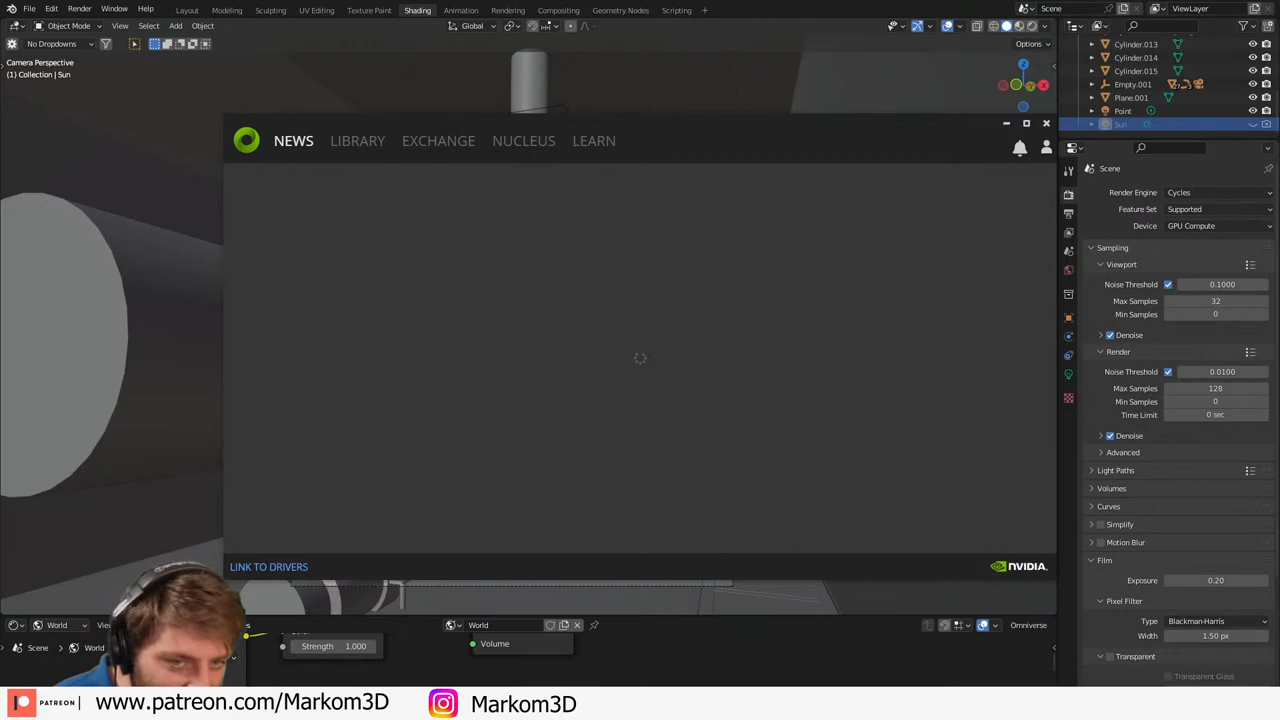 File Edit Render Window Help
Layout Modeling Sculpting UV Editing Texture Paint Shading Animation Rendering Compositing Geometry Nodes Scripting +
Scene
ViewLayer
Object Mode View Select Add Object
Global
No Dropdowns
Options
Camera Perspective
(1) Collection | Sun
Cylinder.013
Cylinder.014
Cylinder.015
Empty.001
Plane.001
Point
Sun
NEWS LIBRARY EXCHANGE NUCLEUS LEARN
LINK TO DRIVERS
NVIDIA.
Scene
Render Engine Cycles
Feature Set Supported
Device GPU Compute
Sampling
Viewport
Noise Threshold 0.1000
Max Samples 32
Min Samples 0
Denoise
Render
Noise Threshold 0.0100
Max Samples 128
Min Samples 0
Time Limit 0 sec
Denoise
Advanced
Light Paths
Volumes
Curves
Simplify
Motion Blur
Film
Exposure 0.20
Pixel Filter
Type Blackman-Harris
Width 1.50 px
Transparent
Transparent Glass
World
World
Omniverse
Scene World
Strength 1.000
Volume
PATREON
www.patreon.com/Markom3D
Markom3D